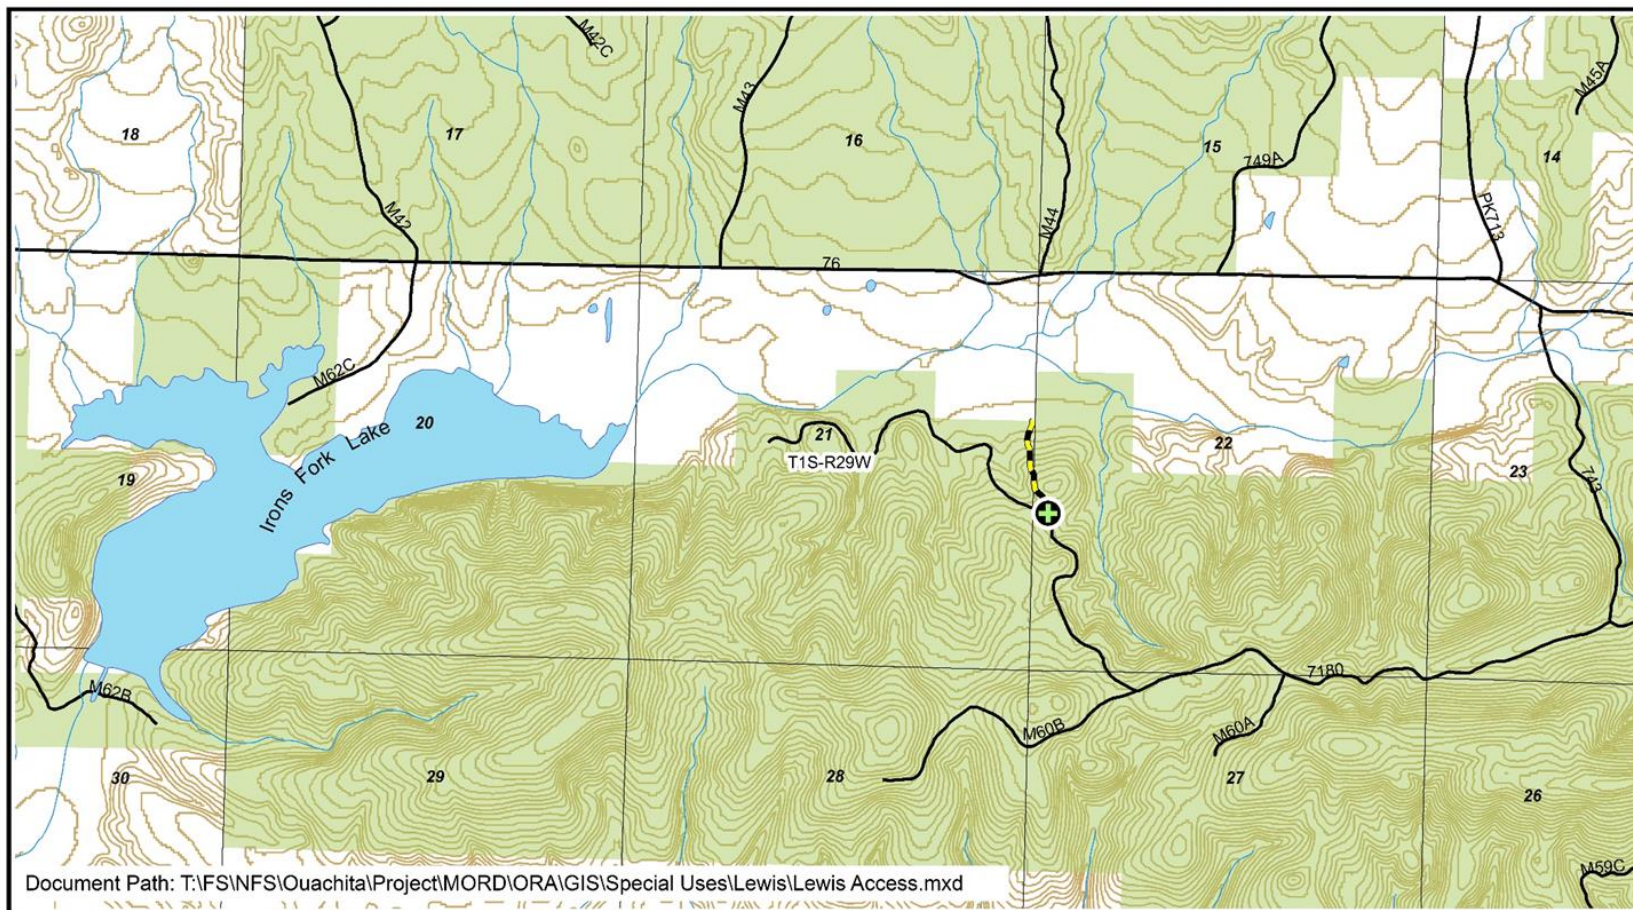 M42C
M43
M45A
18
17
16
15
14
749A
M42
M44
PK713
76
M62C
20
Irons Fork Lake
21
T1S-R29W
22
23
19
743
7180
M62B
M60B
M60A
30
29
28
27
26
M59C
Document Path: T:\FS\NFS\Ouachita\Project\MORD\ORA\GIS\Special Uses\Lewis\Lewis Access.mxd